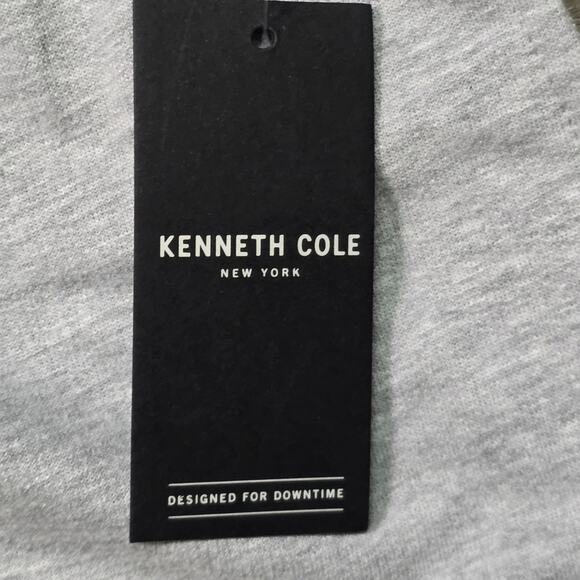 KENNETH COLE
NEW YORK
DESIGNED FOR DOWNTIME